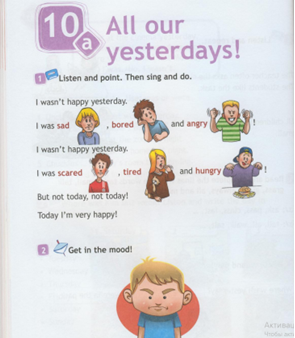 10
a
All our
yesterdays!
1 Listen and point. Then sing and do.
I wasn't happy yesterday.
I was sad , bored and angry !
I wasn't happy yesterday.
I was scared , tired and hungry !
But not today, not today!
Today I'm very happy!
2 Get in the mood!